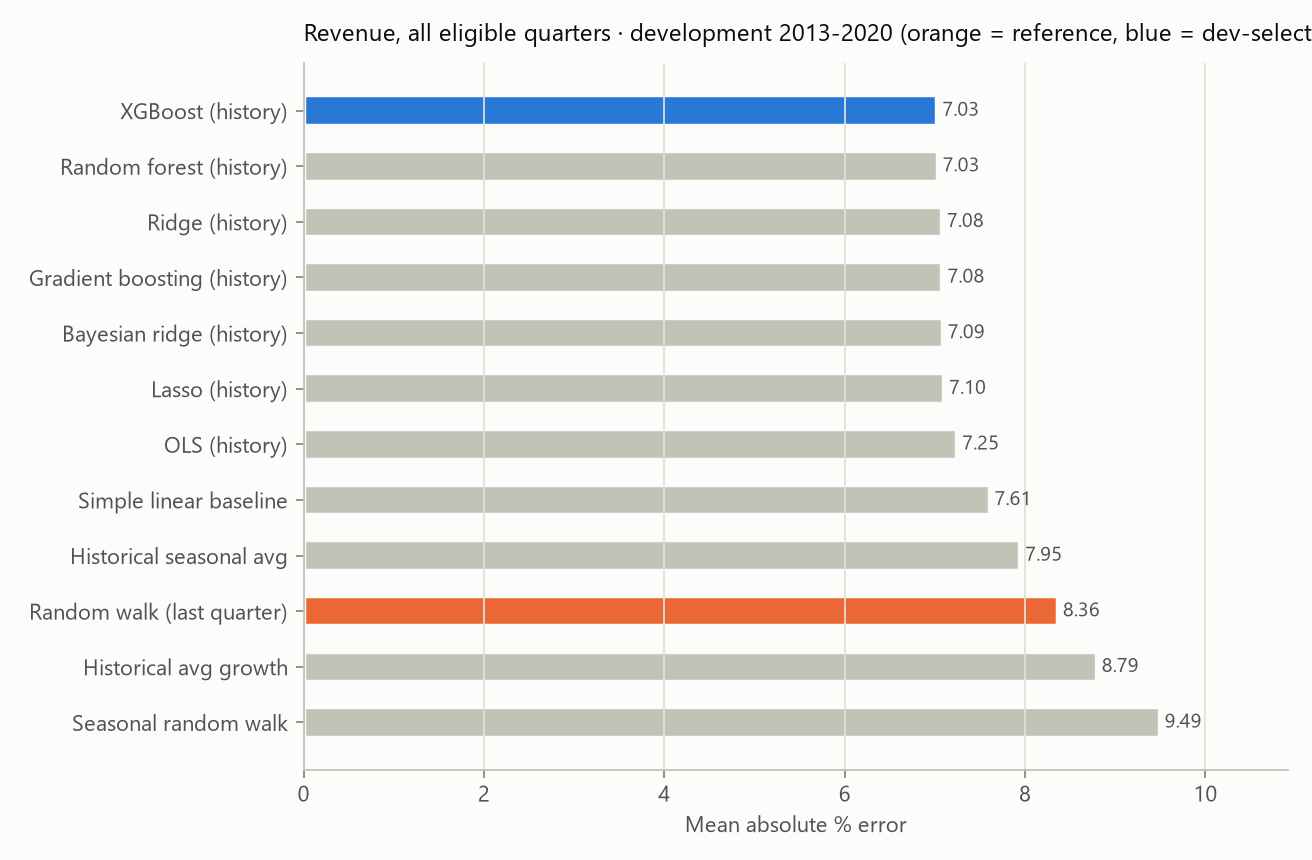 Revenue, all eligible quarters · development 2013-2020 (orange = reference, blue = dev-select
XGBoost (history) 7.03
Random forest (history) 7.03
Ridge (history) 7.08
Gradient boosting (history) 7.08
Bayesian ridge (history) 7.09
Lasso (history) 7.10
OLS (history) 7.25
Simple linear baseline 7.61
Historical seasonal avg 7.95
Random walk (last quarter) 8.36
Historical avg growth 8.79
Seasonal random walk 9.49
0 2 4 6 8 10
Mean absolute % error